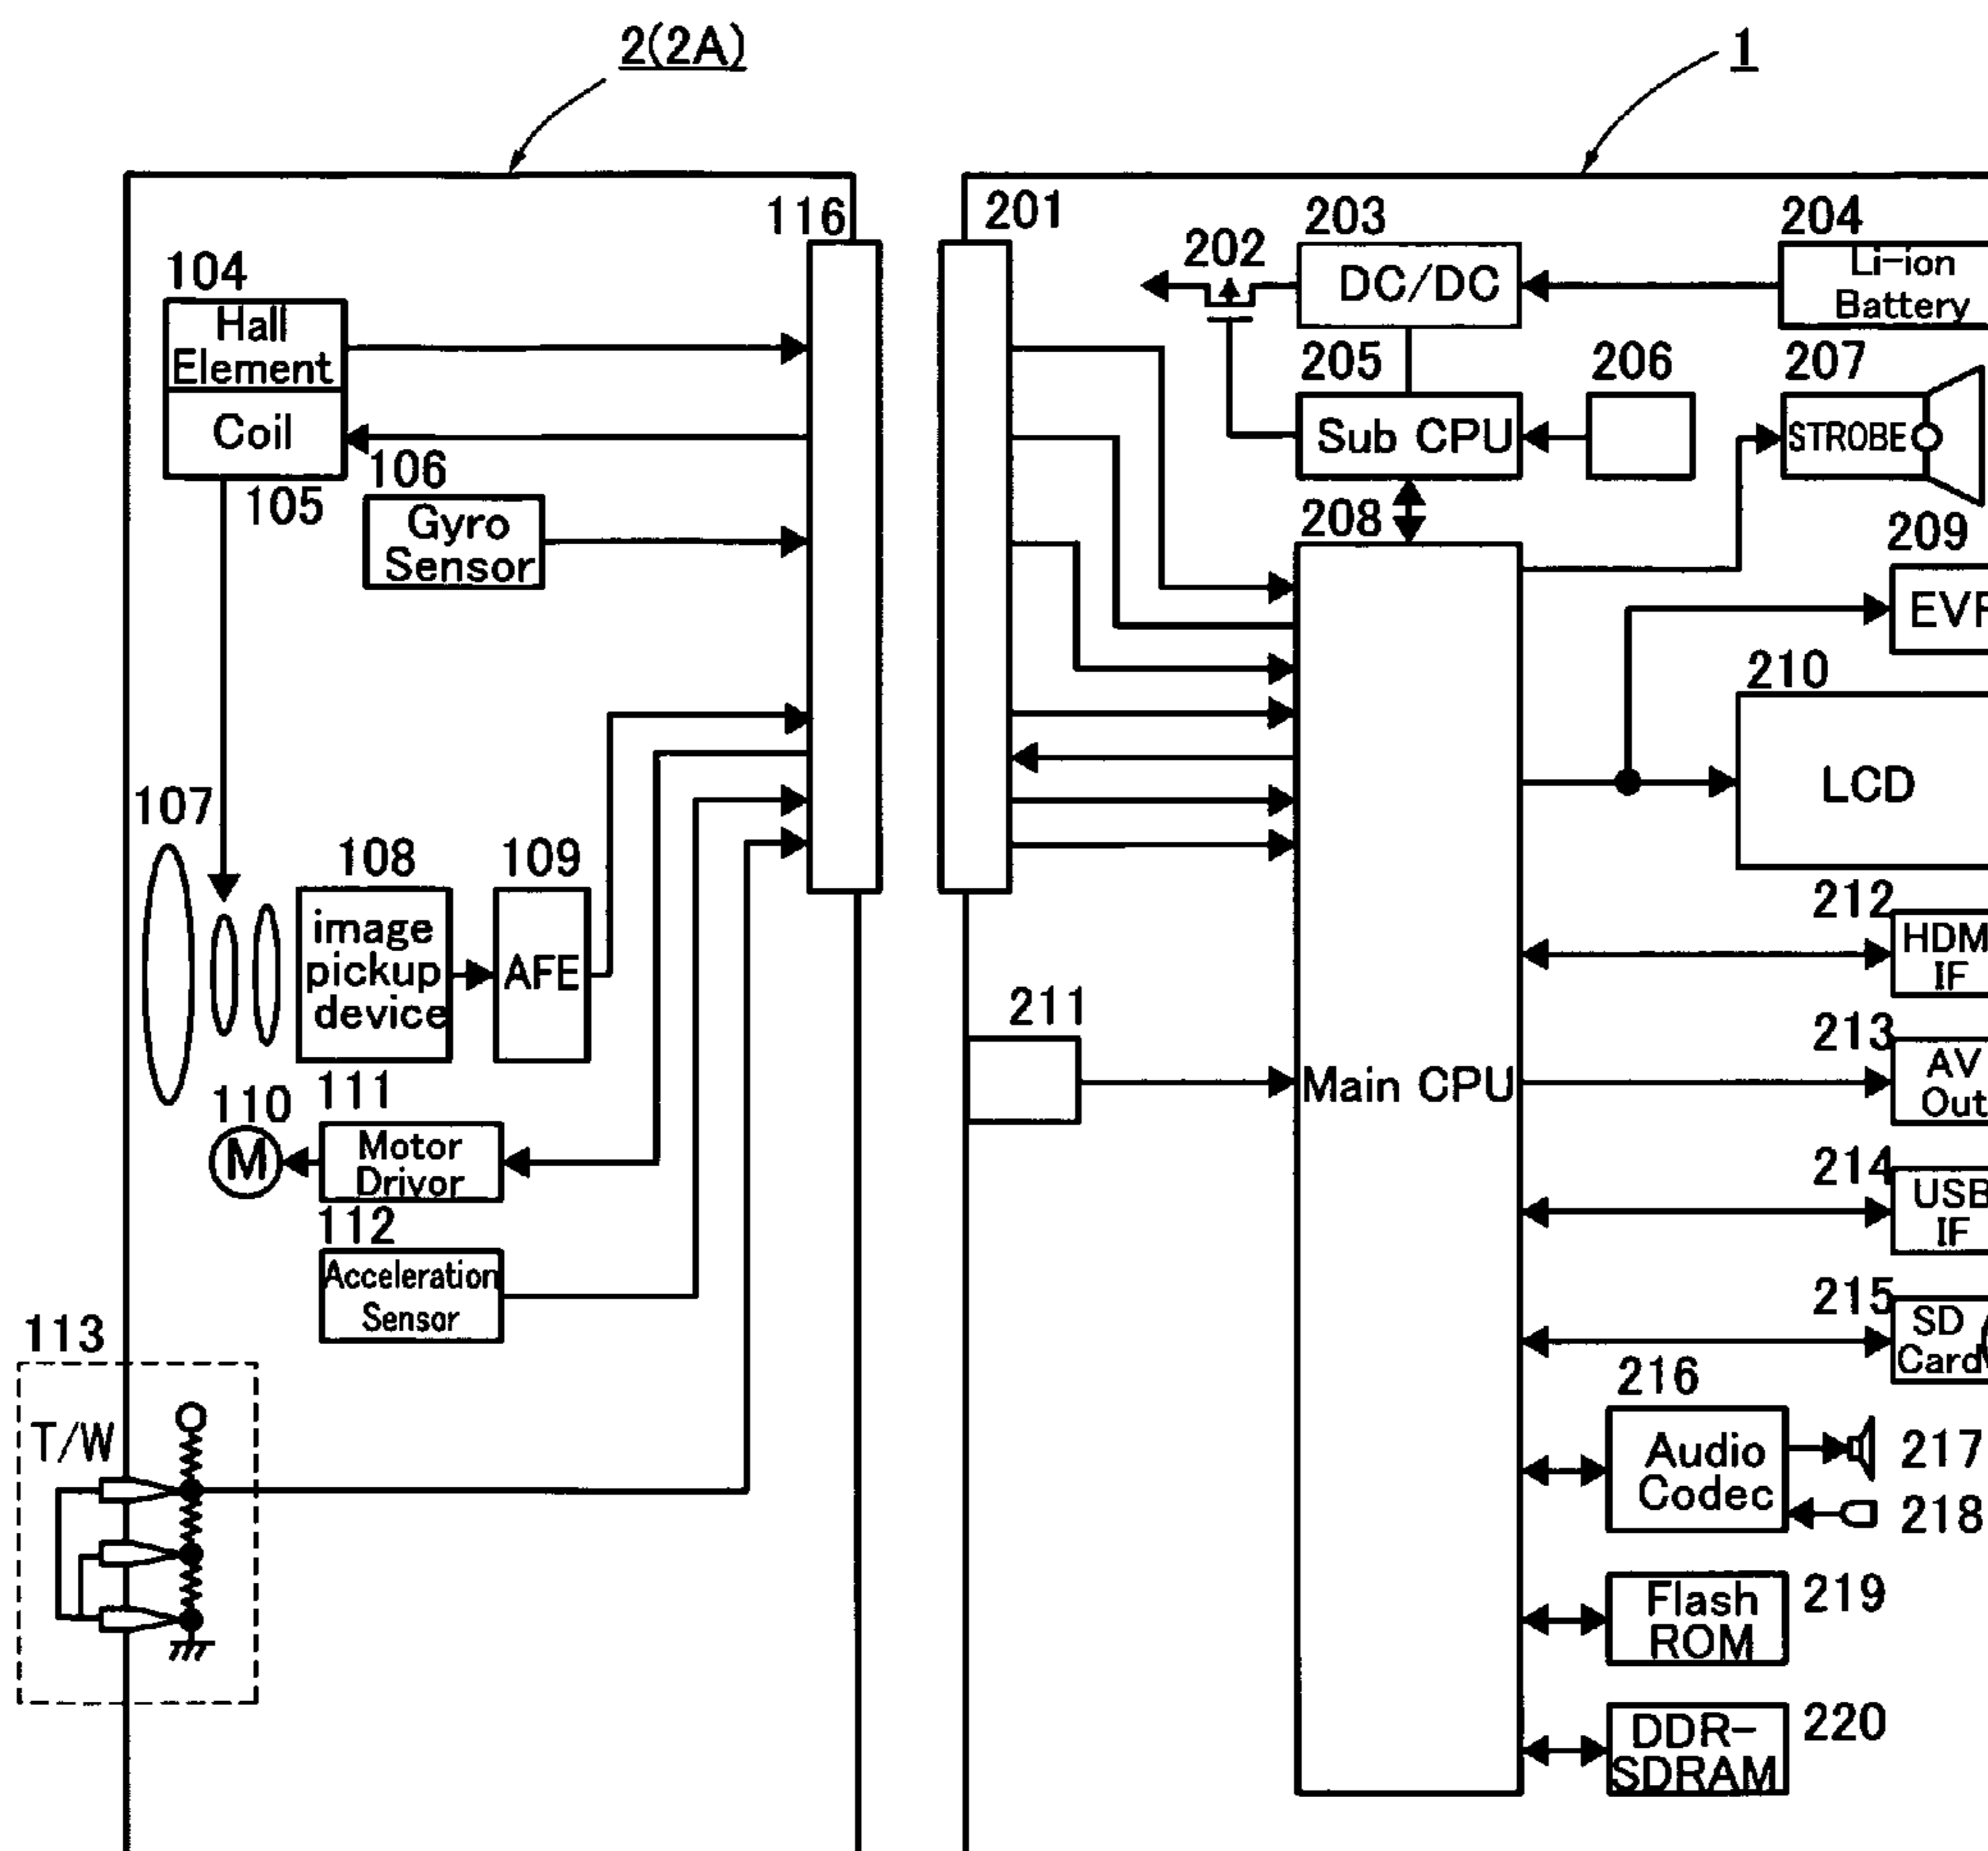 2(2A)
1
116
201
203
204
202
104
DC/DC
Li-ion
Battery
Hall
Element
205
206
207
Coil
Sub CPU
STROBE
106
105
208
Gyro
Sensor
209
EVF
210
LCD
107
108
109
212
image
pickup
device
AFE
HDM
IF
211
213
111
110
Main CPU
AV
Out
M
Motor
Drivor
214
USB
IF
112
Acceleration
Sensor
215
SD
Card
113
216
T/W
Audio
Codec
217
218
Flash
ROM
219
DDR-
SDRAM
220